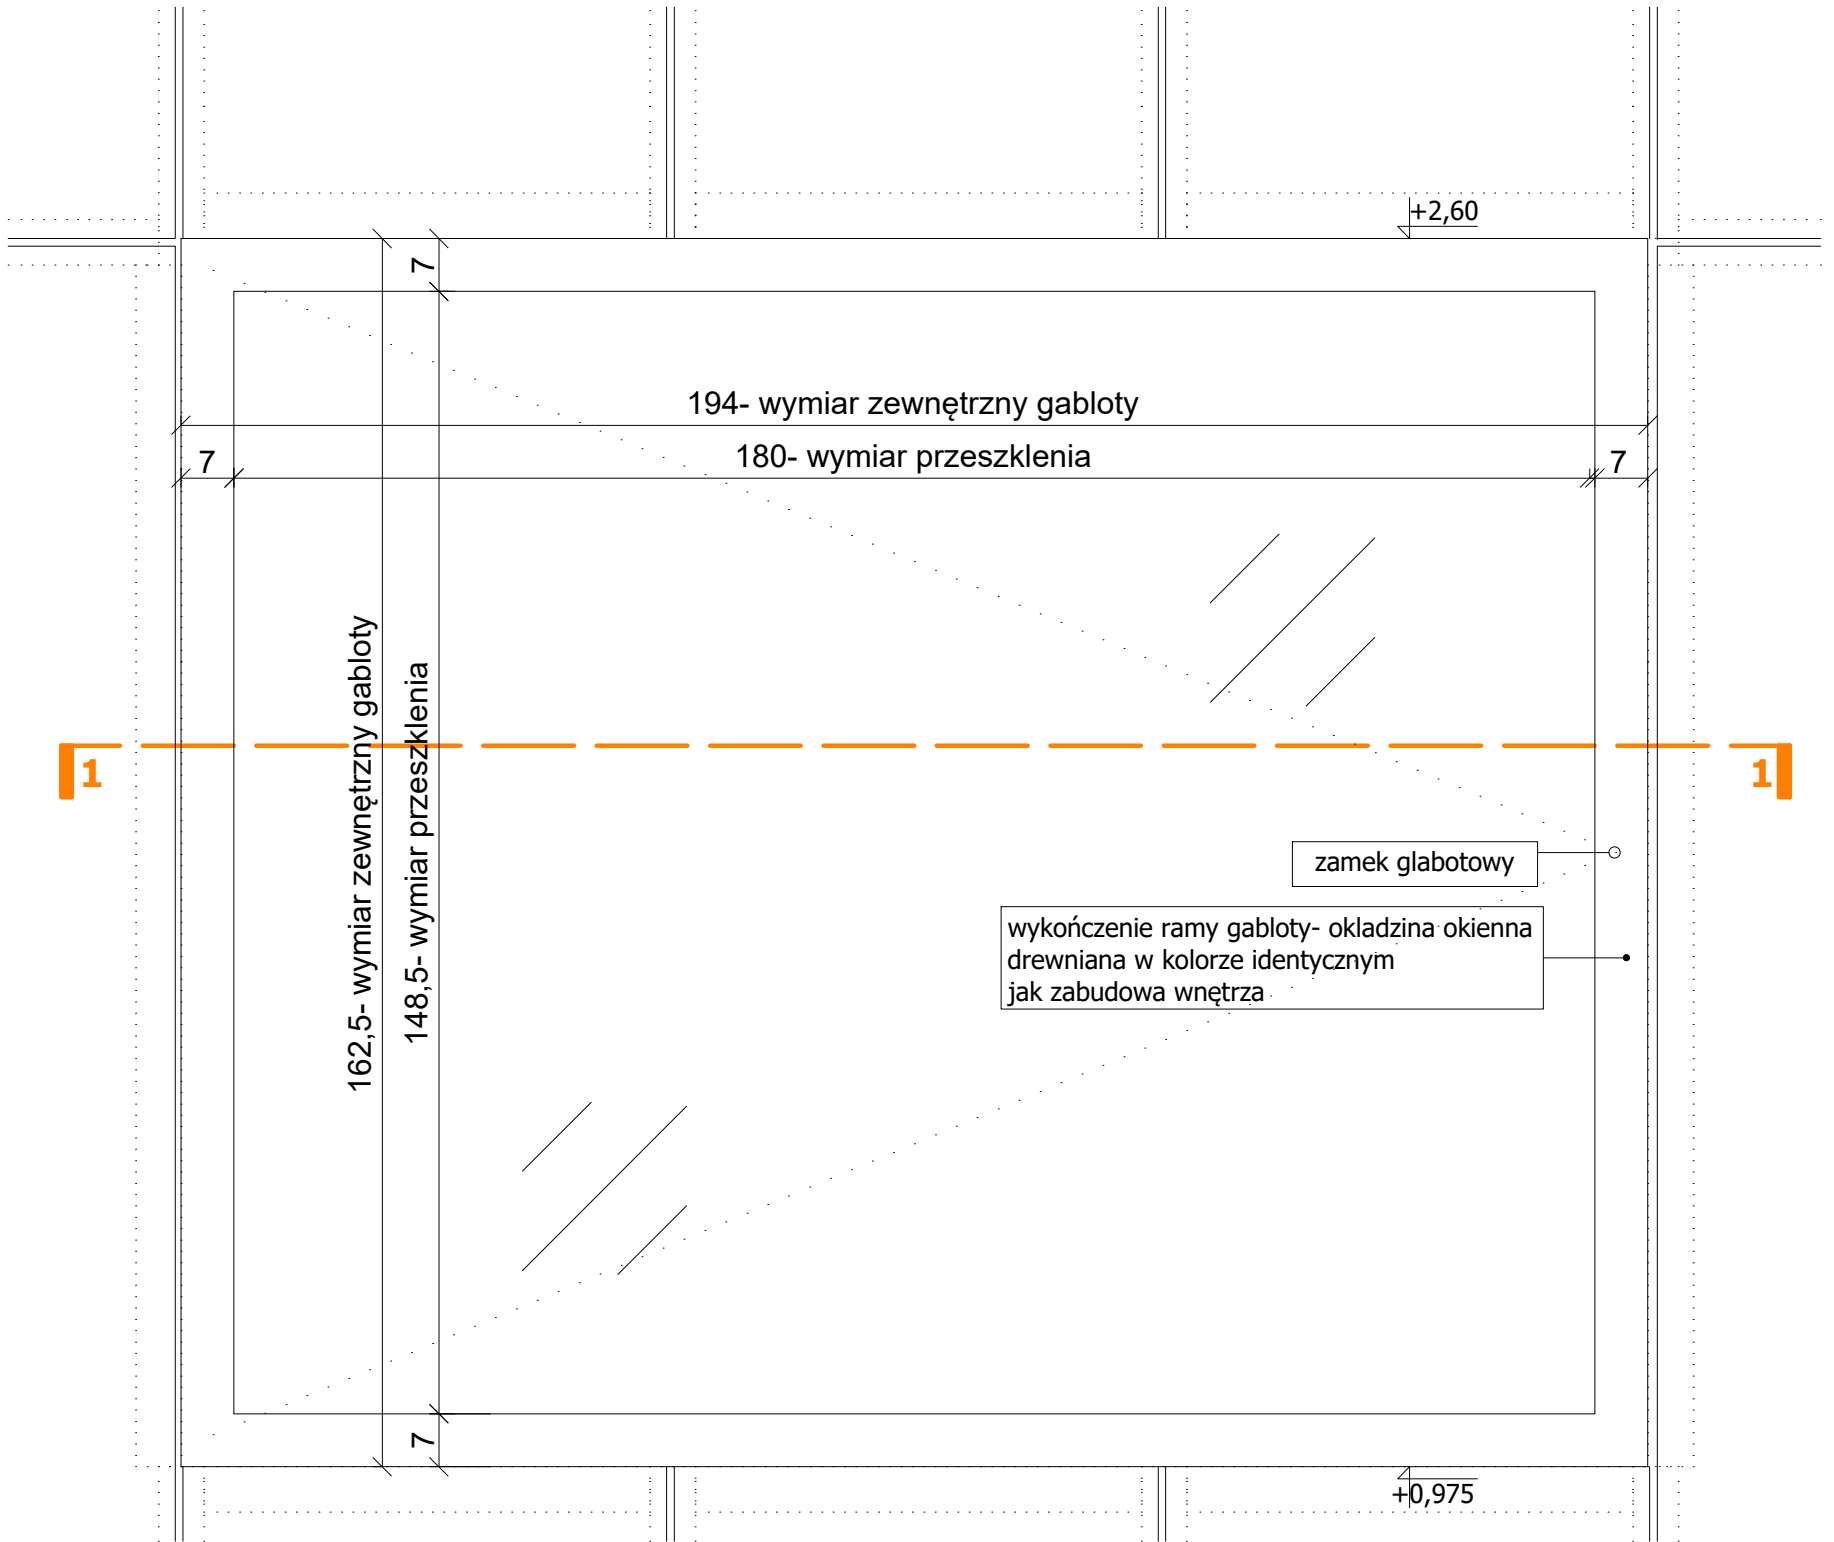 +2,60
7
194- wymiar zewnętrzny gabloty
7
180- wymiar przeszklenia
7
162,5- wymiar zewnętrzny gabloty
148,5- wymiar przeszklenia
1
1
zamek glabotowy
wykończenie ramy gabloty- okladzina okienna
drewniana w kolorze identycznym
jak zabudowa wnętrza
7
+0,975